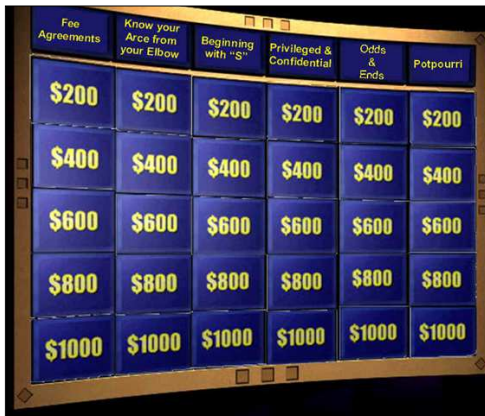 Fee
Agreements
Know your
Arce from
your Elbow
Beginning
with “S”
Privileged &
Confidential
Odds
&
Ends
Potpourri
$200 $200 $200 $200 $200 $200
$400 $400 $400 $400 $400 $400
$600 $600 $600 $600 $600 $600
$800 $800 $800 $800 $800 $800
$1000 $1000 $1000 $1000 $1000 $1000